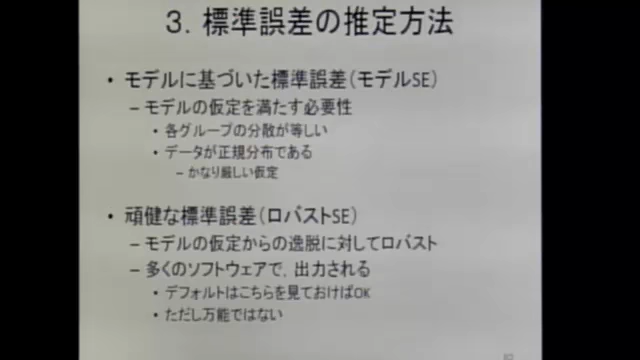 3. 標準誤差の推定方法
• モデルに基づいた標準誤差(モデルSE)
– モデルの仮定を満たす必要性
• 各グループの分散が等しい
• データが正規分布である
– かなり厳しい仮定
• 頑健な標準誤差(ロバストSE)
– モデルの仮定からの逸脱に対してロバスト
– 多くのソフトウェアで, 出力される
• デフォルトはこちらを見ておけばOK
• ただし万能ではない